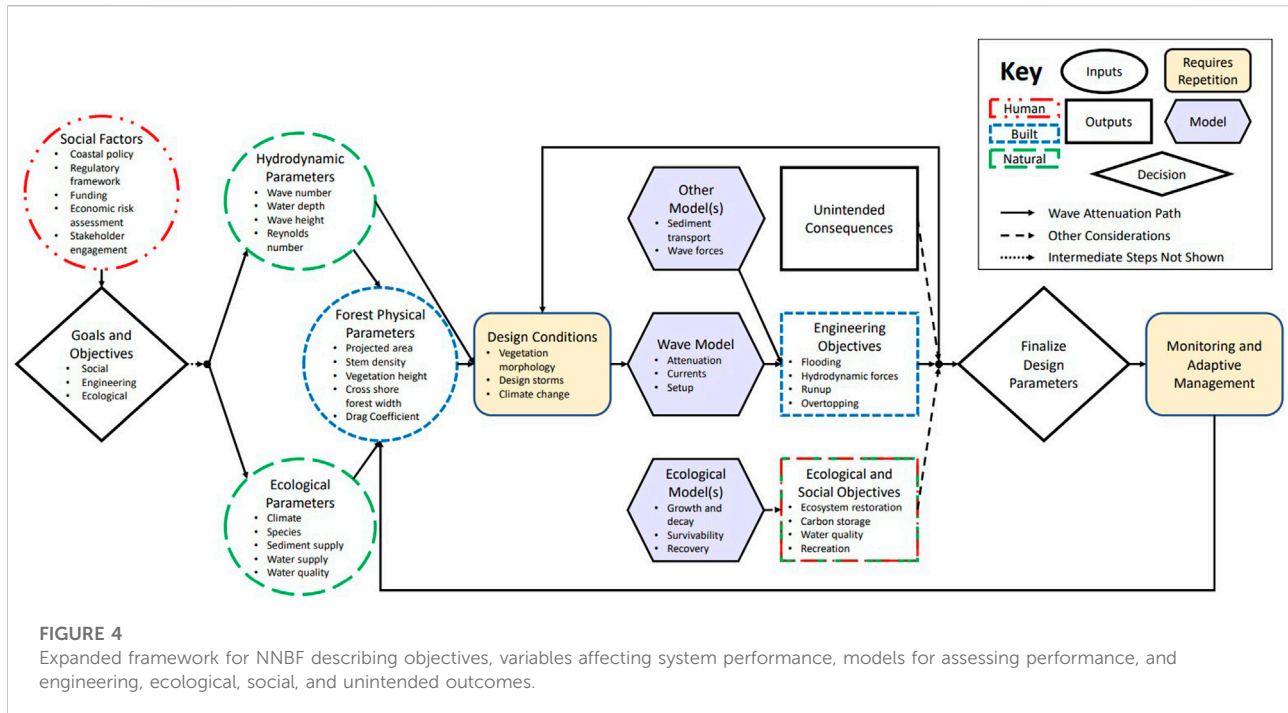 Key
Inputs
Requires
Repetition
Human
Built
Natural
Outputs
Model
Decision
Wave Attenuation Path
Other Considerations
Intermediate Steps Not Shown
Social Factors
• Coastal policy
• Regulatory
framework
• Funding
• Economic risk
assessment
• Stakeholder
engagement
Goals and
Objectives
• Social
• Engineering
• Ecological
Hydrodynamic
Parameters
• Wave number
• Water depth
• Wave height
• Reynolds
number
Forest Physical
Parameters
• Projected area
• Stem density
• Vegetation height
• Cross shore
forest width
• Drag Coefficient
Ecological
Parameters
• Climate
• Species
• Sediment supply
• Water supply
• Water quality
Design Conditions
• Vegetation
morphology
• Design storms
• Climate change
Other
Model(s)
• Sediment
transport
• Wave forces
Wave Model
• Attenuation
• Currents
• Setup
Ecological
Model(s)
• Growth and
decay
• Survivability
• Recovery
Unintended
Consequences
Engineering
Objectives
• Flooding
• Hydrodynamic forces
• Runup
• Overtopping
Ecological and
Social Objectives
• Ecosystem restoration
• Carbon storage
• Water quality
• Recreation
Finalize
Design
Parameters
Monitoring and
Adaptive
Management
FIGURE 4
Expanded framework for NNBF describing objectives, variables affecting system performance, models for assessing performance, and
engineering, ecological, social, and unintended outcomes.